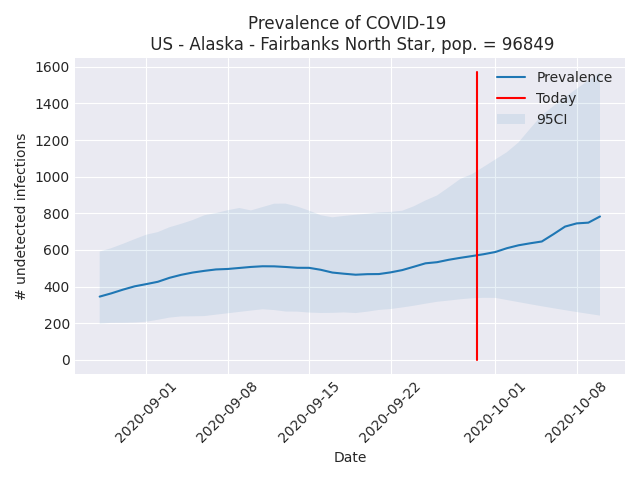 Prevalence of COVID-19
US - Alaska - Fairbanks North Star, pop. = 96849
1600
1400
1200
1000
800
600
400
200
0
# undetected infections
Prevalence
Today
95CI
2020-09-01
2020-09-08
2020-09-15
2020-09-22
2020-10-01
2020-10-08
Date